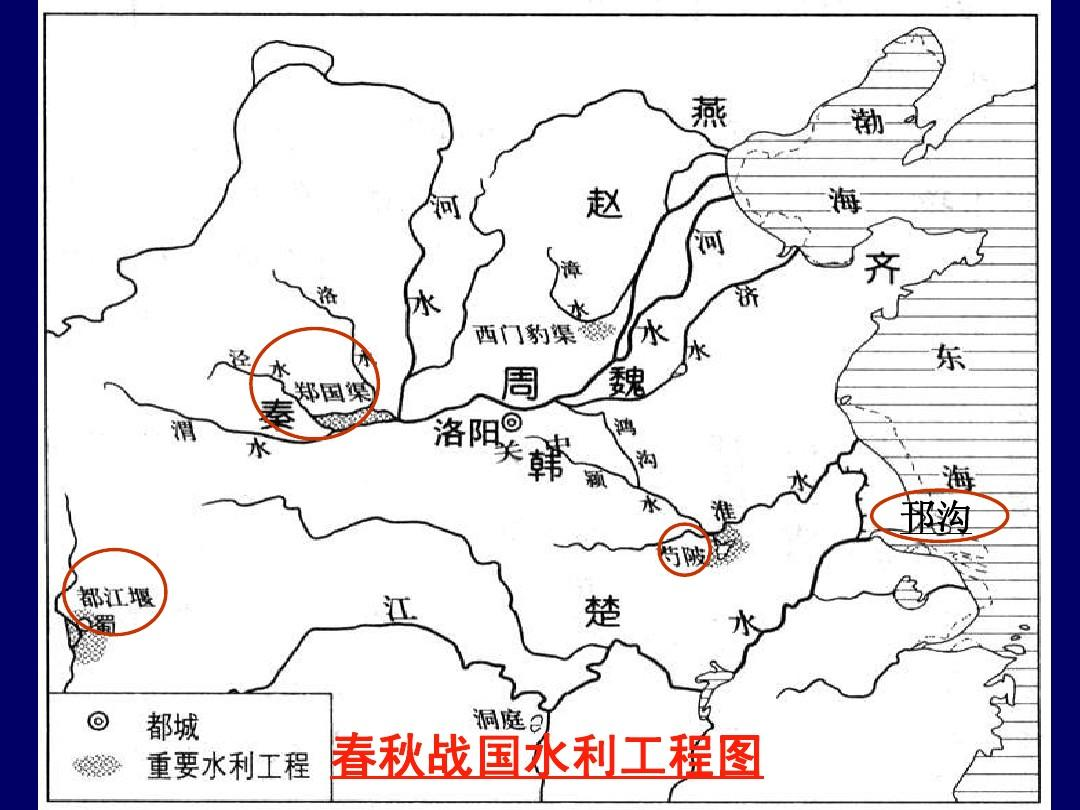 燕
渤
海
赵
河
水
河
水
齐
漳
水
济
水
洛
水
西门豹渠
泾
水
郑国渠
秦
渭
水
周
魏
洛阳
关
中
韩
鸿
沟
颍
水
东
海
淮
水
邗沟
芍陂
都江堰
蜀
江
水
楚
洞庭
都城
重要水利工程
春秋战国水利工程图